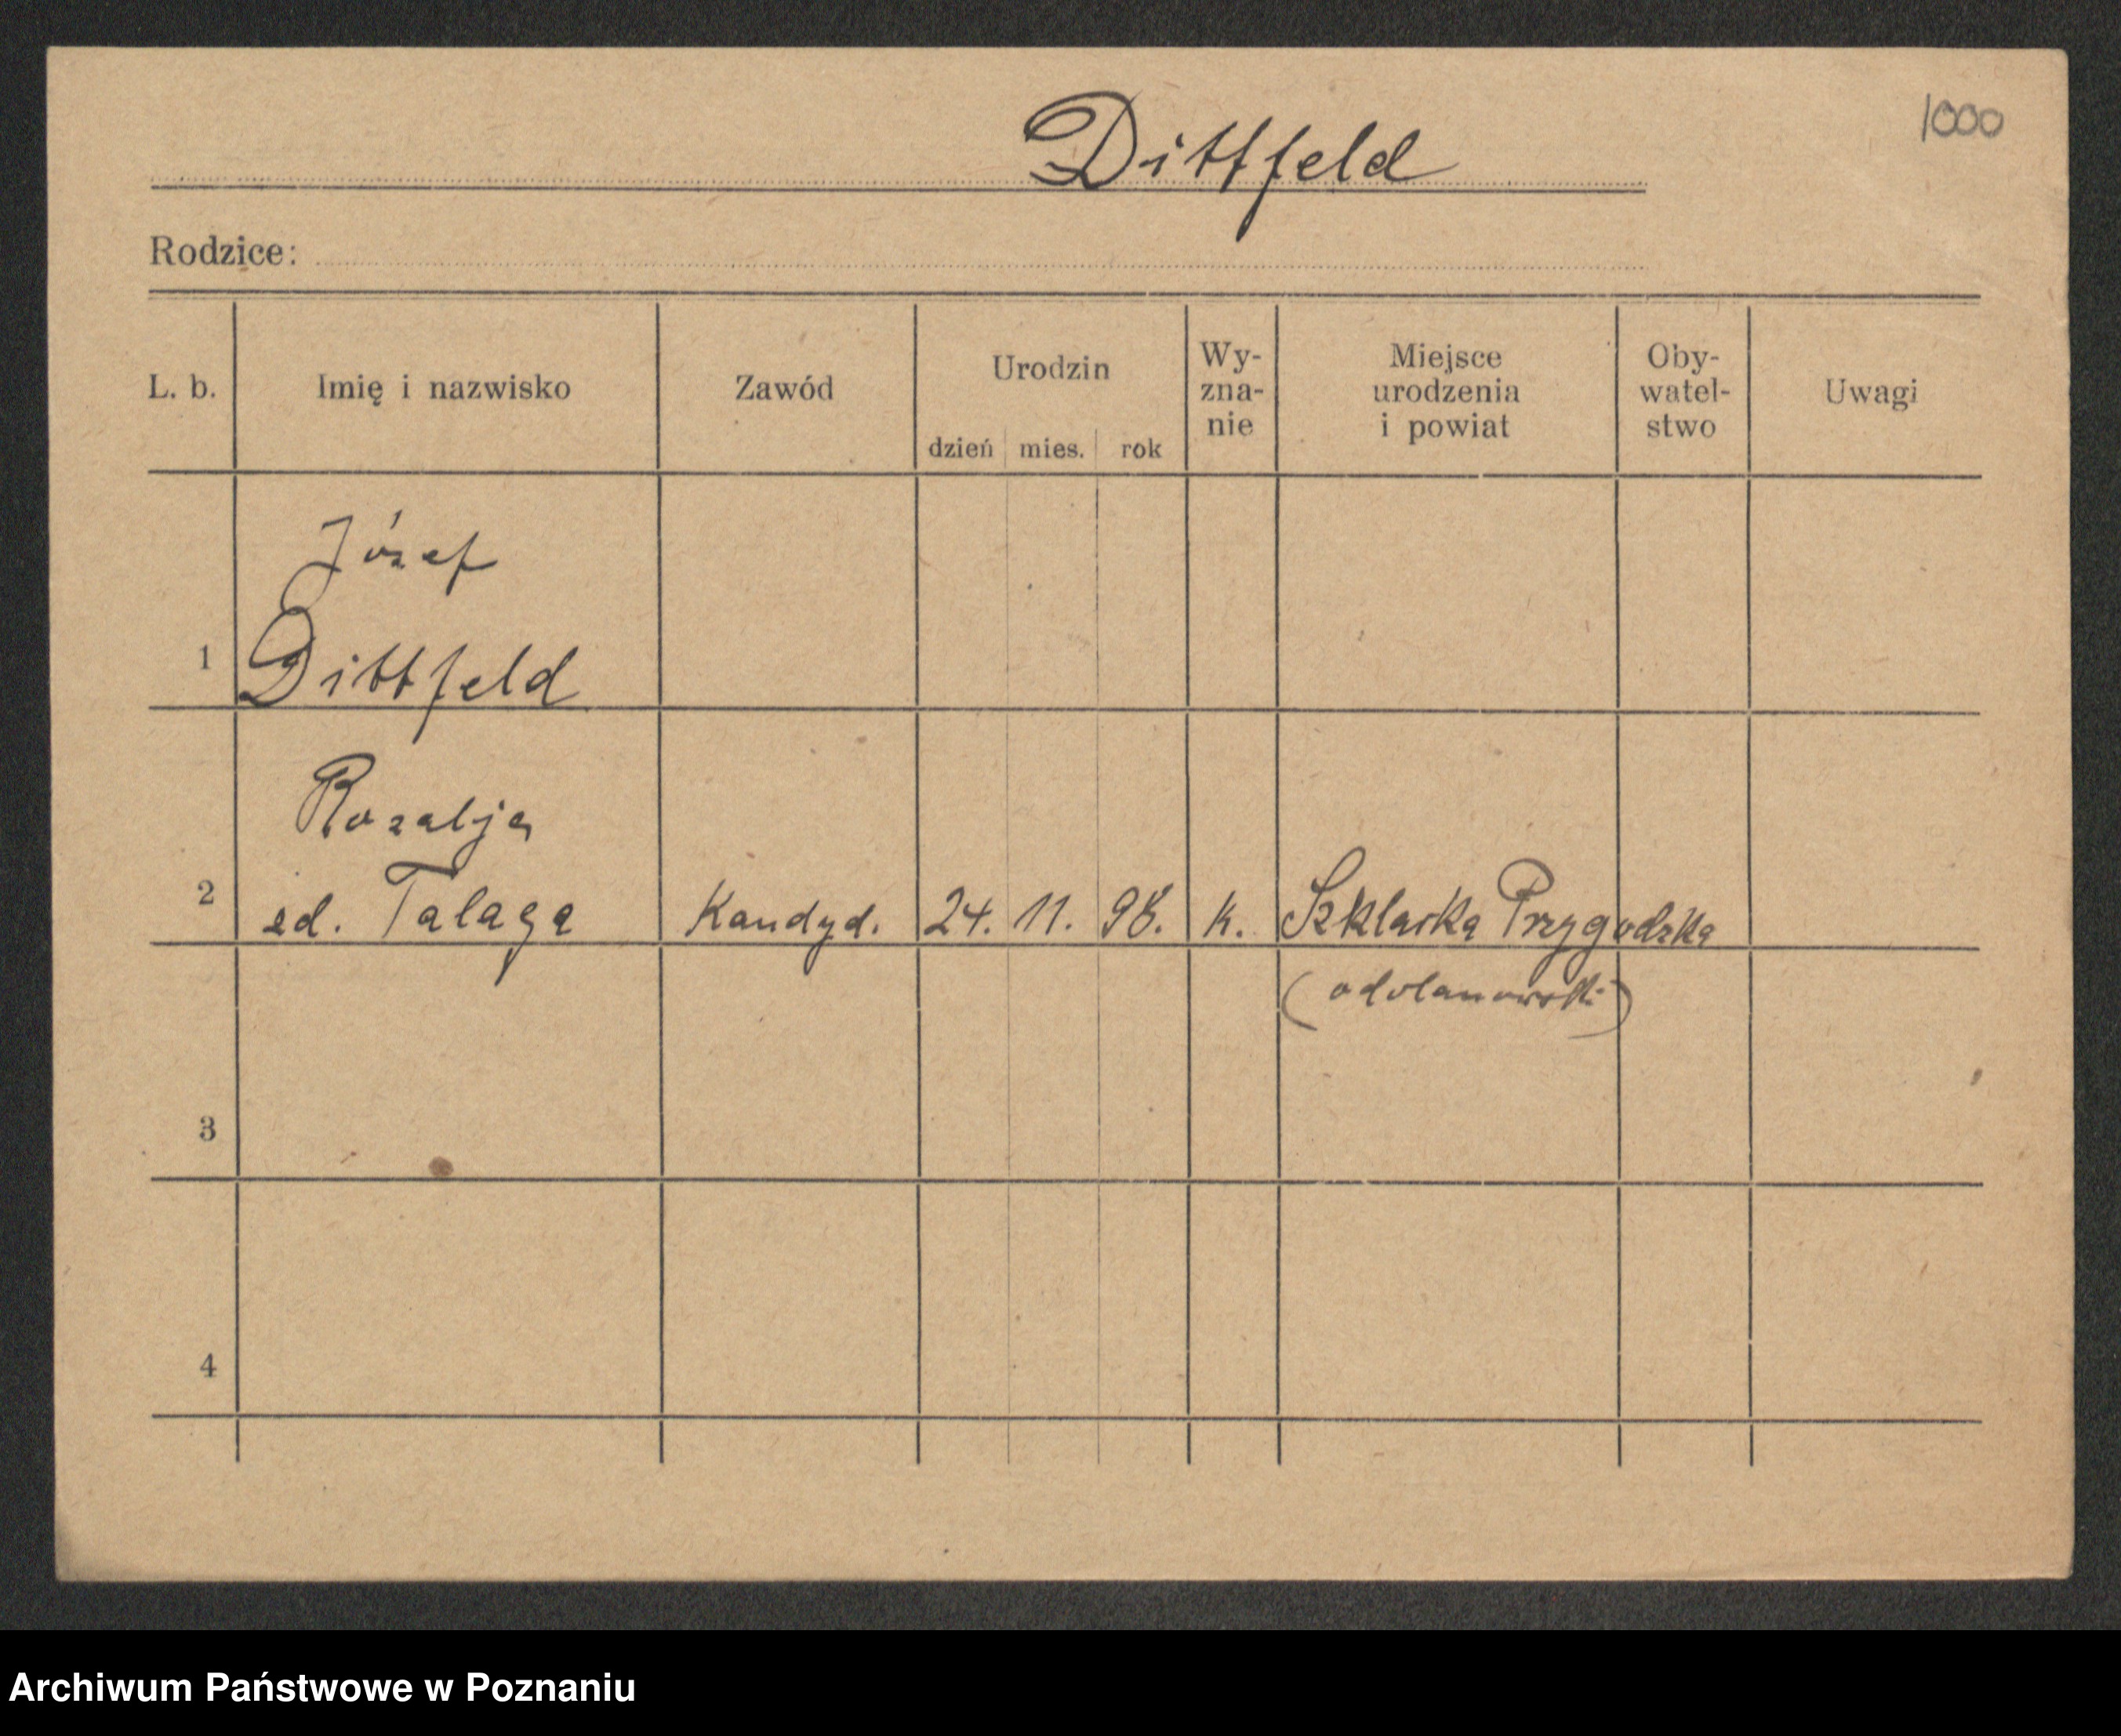 1000
Dittfeld
Rodzice:
L. b. Imię i nazwisko Zawód Urodzin dzień mies. rok Wy-zna-nie Miejsce urodzenia i powiat Oby-watel-stwo Uwagi
Józef
1 Dittfeld
Rozalja
2 zd. Talaga Kandyd. 24. 11. 98. k. Szklarka Przygodzka
(odolanowski)
3
4
Archiwum Państwowe w Poznaniu